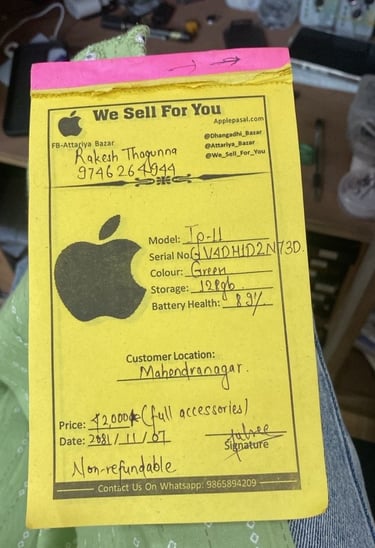 We Sell For You
Applepasal.com
FB-Attariya Bazar
@Dhangadhi_Bazar
@Attariya_Bazar
@We_Sell_For_You
Rakesh Thagunna
9746264944
Model: Ip-11
Serial No. V4DH1D2N73D.
Colour: Green
Storage: 128gb
Battery Health: 89%
Customer Location:
Mahendranagar.
Price: 42,000 (full accessories)
Date: 2081/11/07
Signature
Non-refundable
Contact Us On Whatsapp: 9865894209